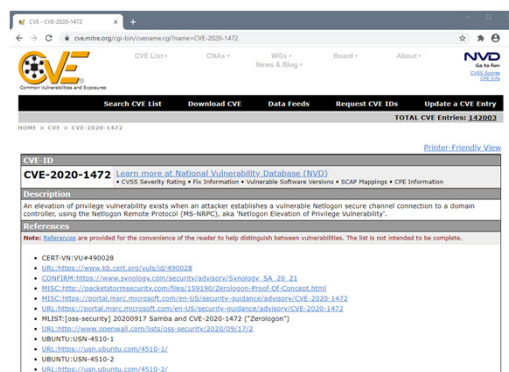 CVE - CVE-2020-1472
cve.mitre.org/cgi-bin/cvename.cgi?name=CVE-2020-1472
CVE
Common Vulnerabilities and Exposures
CVE List
CNAs
WGs
Board
About
News & Blog
NVD
Go to for:
CVSS Scores
CPE Info
Search CVE List Download CVE Data Feeds Request CVE IDs Update a CVE Entry
TOTAL CVE Entries: 142003
HOME > CVE > CVE-2020-1472
Printer-Friendly View
CVE-ID
CVE-2020-1472 Learn more at National Vulnerability Database (NVD)
• CVSS Severity Rating • Fix Information • Vulnerable Software Versions • SCAP Mappings • CPE Information
Description
An elevation of privilege vulnerability exists when an attacker establishes a vulnerable Netlogon secure channel connection to a domain
controller, using the Netlogon Remote Protocol (MS-NRPC), aka 'Netlogon Elevation of Privilege Vulnerability'.
References
Note: References are provided for the convenience of the reader to help distinguish between vulnerabilities. The list is not intended to be complete.
• CERT-VN:VU#490028
• URL:https://www.kb.cert.org/vuls/id/490028
• CONFIRM:https://www.synology.com/security/advisory/Synology_SA_20_21
• MISC:http://packetstormsecurity.com/files/159190/Zerologon-Proof-Of-Concept.html
• MISC:https://portal.msrc.microsoft.com/en-US/security-guidance/advisory/CVE-2020-1472
• URL:https://portal.msrc.microsoft.com/en-US/security-guidance/advisory/CVE-2020-1472
• MLIST:[oss-security] 20200917 Samba and CVE-2020-1472 ("Zerologon")
• URL:http://www.openwall.com/lists/oss-security/2020/09/17/2
• UBUNTU:USN-4510-1
• URL:https://usn.ubuntu.com/4510-1/
• UBUNTU:USN-4510-2
• URL:https://usn.ubuntu.com/4510-2/